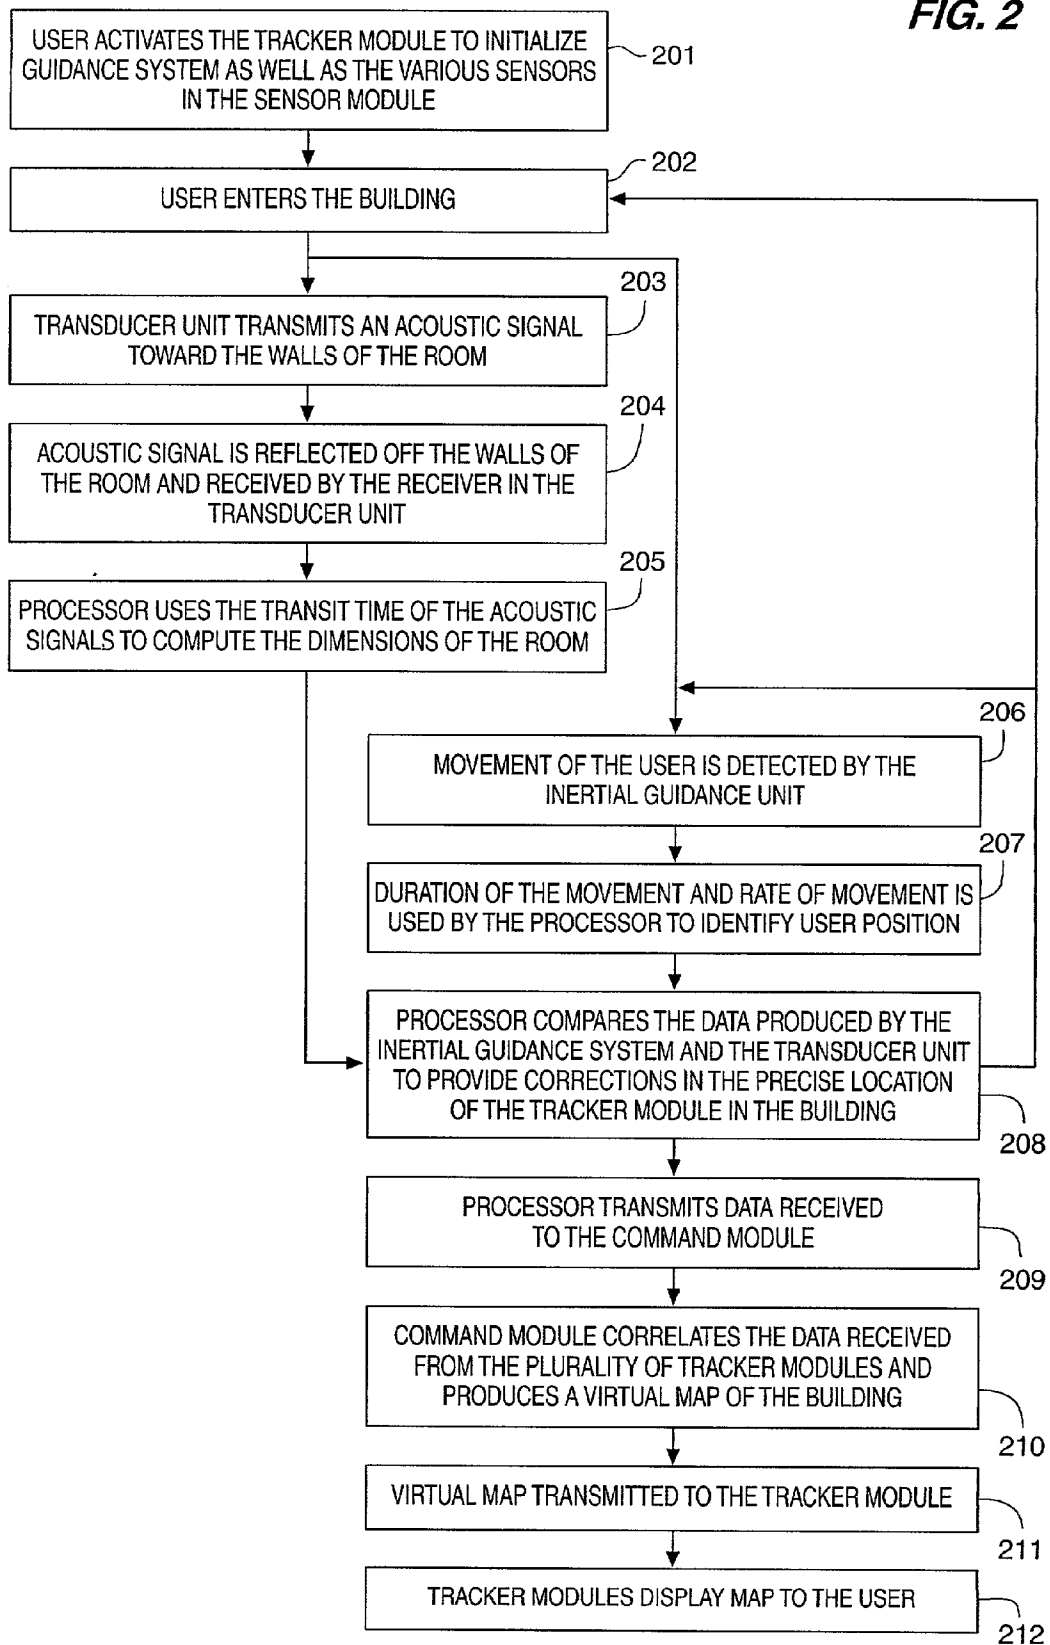 FIG. 2
USER ACTIVATES THE TRACKER MODULE TO INITIALIZE
GUIDANCE SYSTEM AS WELL AS THE VARIOUS SENSORS
IN THE SENSOR MODULE
201
202
USER ENTERS THE BUILDING
203
TRANSDUCER UNIT TRANSMITS AN ACOUSTIC SIGNAL
TOWARD THE WALLS OF THE ROOM
204
ACOUSTIC SIGNAL IS REFLECTED OFF THE WALLS OF
THE ROOM AND RECEIVED BY THE RECEIVER IN THE
TRANSDUCER UNIT
205
PROCESSOR USES THE TRANSIT TIME OF THE ACOUSTIC
SIGNALS TO COMPUTE THE DIMENSIONS OF THE ROOM
206
MOVEMENT OF THE USER IS DETECTED BY THE
INERTIAL GUIDANCE UNIT
207
DURATION OF THE MOVEMENT AND RATE OF MOVEMENT IS
USED BY THE PROCESSOR TO IDENTIFY USER POSITION
PROCESSOR COMPARES THE DATA PRODUCED BY THE
INERTIAL GUIDANCE SYSTEM AND THE TRANSDUCER UNIT
TO PROVIDE CORRECTIONS IN THE PRECISE LOCATION
OF THE TRACKER MODULE IN THE BUILDING
208
PROCESSOR TRANSMITS DATA RECEIVED
TO THE COMMAND MODULE
209
COMMAND MODULE CORRELATES THE DATA RECEIVED
FROM THE PLURALITY OF TRACKER MODULES AND
PRODUCES A VIRTUAL MAP OF THE BUILDING
210
VIRTUAL MAP TRANSMITTED TO THE TRACKER MODULE
211
TRACKER MODULES DISPLAY MAP TO THE USER
212